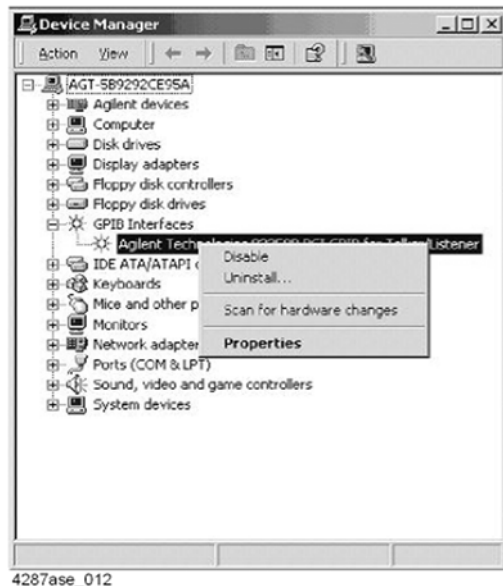 Device Manager
Action View
AGT-5B9292CE95A
Agilent devices
Computer
Disk drives
Display adapters
Floppy disk controllers
Floppy disk drives
GPIB Interfaces
Agilent Listener
Disable
Uninstall...
Scan for hardware changes
Properties
IDE ATA/ATAPI
Keyboards
Mice and other
Monitors
Network adapter
Ports (COM & LPT)
Sound, video and game controllers
System devices
4287ase_012